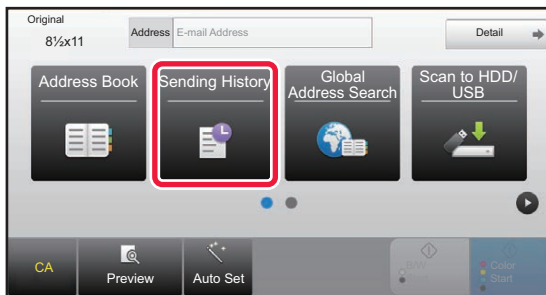 Original
8½x11
Address
E-mail Address
Detail
Address Book
Sending History
Global
Address Search
Scan to HDD/
USB
CA
Preview
Auto Set
B/W
Start
Color
Start